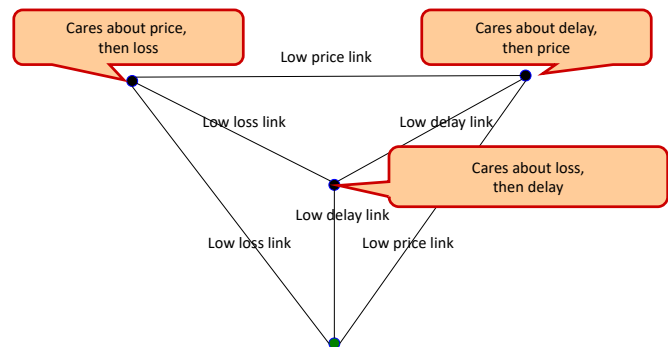 Cares about price,
then loss
Cares about delay,
then price
Low price link
Low loss link
Low delay link
Cares about loss,
then delay
Low delay link
Low loss link
Low price link